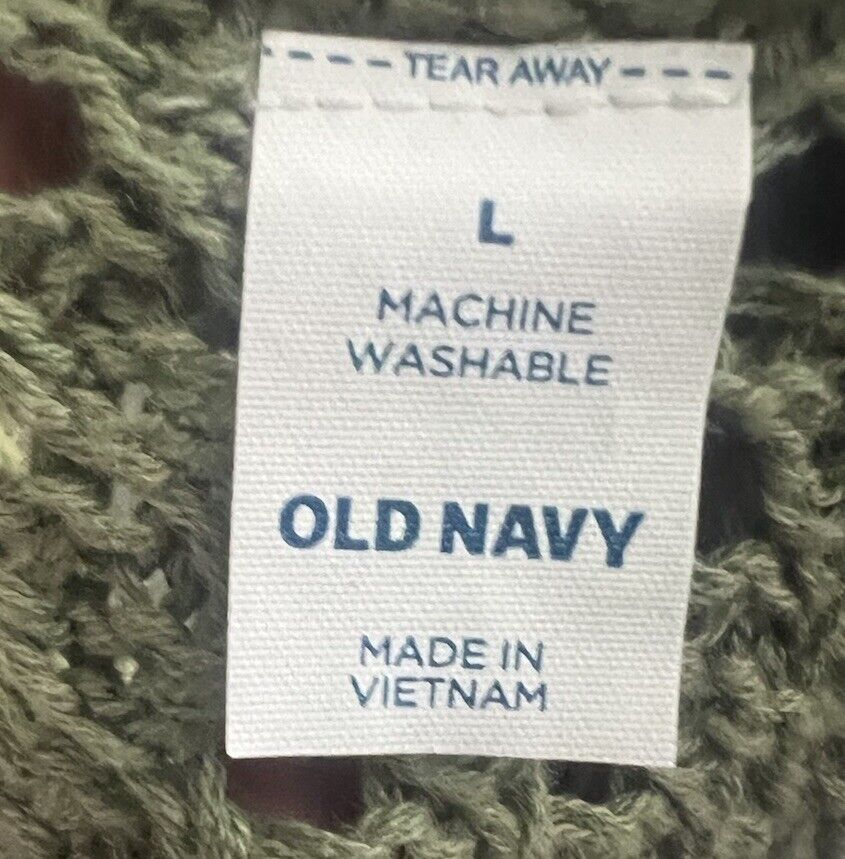 TEAR AWAY
L
MACHINE
WASHABLE
OLD NAVY
MADE IN
VIETNAM